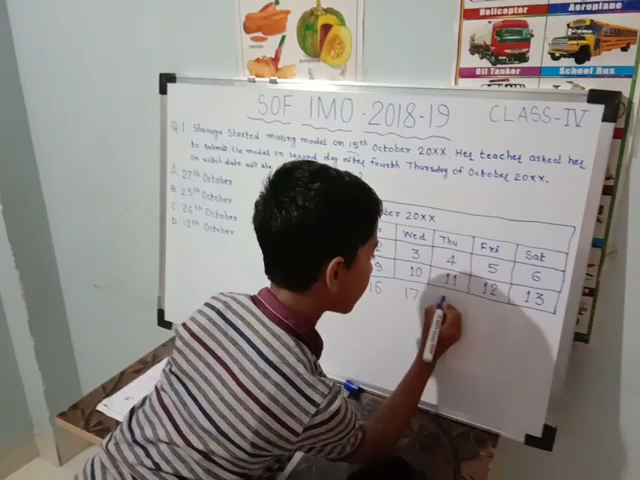 Helicopter
Aeroplane
Oil Tanker
School Bus
SOF IMO 2018-19 CLASS-IV
Q.1 Shanaya started making model on 15th October 20XX. Her teacher asked her
to submit the model on second day after fourth Thursday of October 20XX.
on which date will she
A. 27th October
B. 25th October
C. 26th October
D. 12th October
20XX
Wed Thu Fri Sat
2 3 4 5 6
9 10 11 12 13
16 17